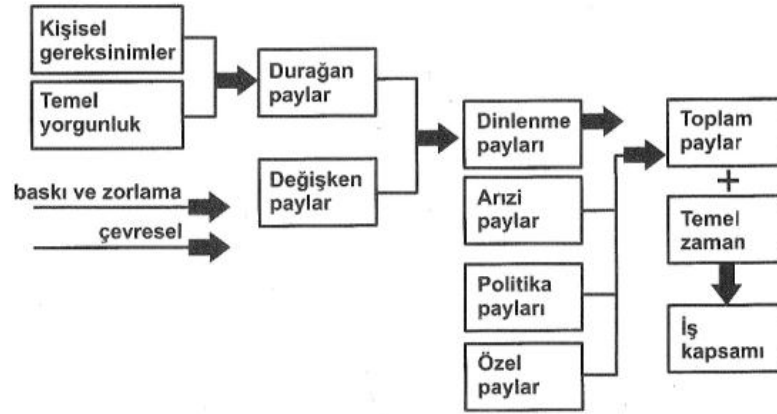 Kişisel
gereksinimler
Temel
yorgunluk
baskı ve zorlama
çevresel
Durağan
paylar
Değişken
paylar
Dinlenme
payları
Arızi
paylar
Politika
payları
Özel
paylar
Toplam
paylar
+
Temel
zaman
İş
kapsamı